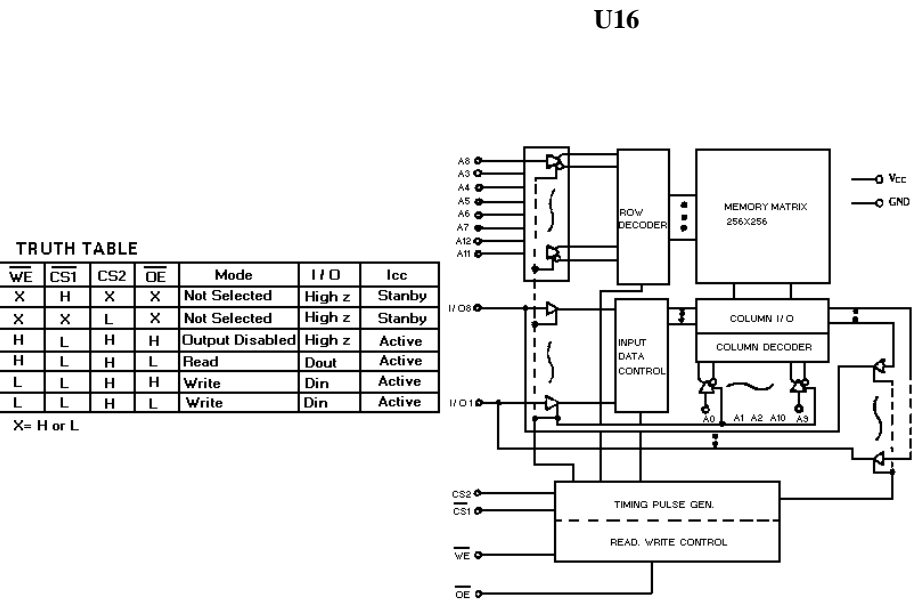 U16
TRUTH TABLE
WE CS1 CS2 OE Mode I/O Icc
X H X X Not Selected High z Stanby
X X L X Not Selected High z Stanby
H L H H Output Disabled High z Active
H L H L Read Dout Active
L L H H Write Din Active
L L H L Write Din Active
X= H or L
A8
A3
A4
A5
A6
A7
A12
A11
ROW
DECODER
MEMORY MATRIX
256X256
Vcc
GND
I/O8
INPUT
DATA
CONTROL
COLUMN I/O
COLUMN DECODER
I/O1
A0 A1 A2 A10 A9
CS2
CS1
WE
OE
TIMING PULSE GEN.
READ. WRITE CONTROL